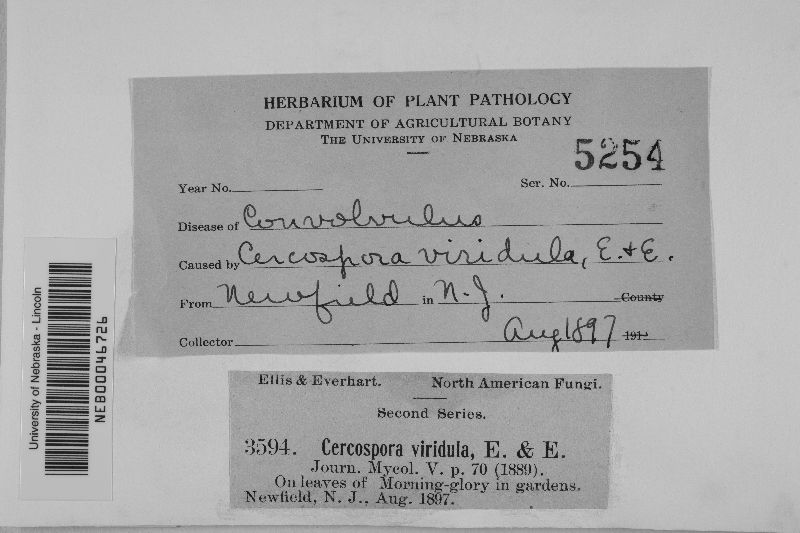 HERBARIUM OF PLANT PATHOLOGY
DEPARTMENT OF AGRICULTURAL BOTANY
THE UNIVERSITY OF NEBRASKA
5254
Year No.
Ser. No.
Disease of Convolvulus
Caused by Cercospora viridula, E. & E.
From Newfield in N. J. County
Collector Aug 1897 191
Ellis & Everhart. North American Fungi.
Second Series.
3594. Cercospora viridula, E. & E.
Journ. Mycol. V. p. 70 (1889).
On leaves of Morning-glory in gardens.
Newfield, N. J., Aug. 1897.
University of Nebraska - Lincoln
NEB00046726